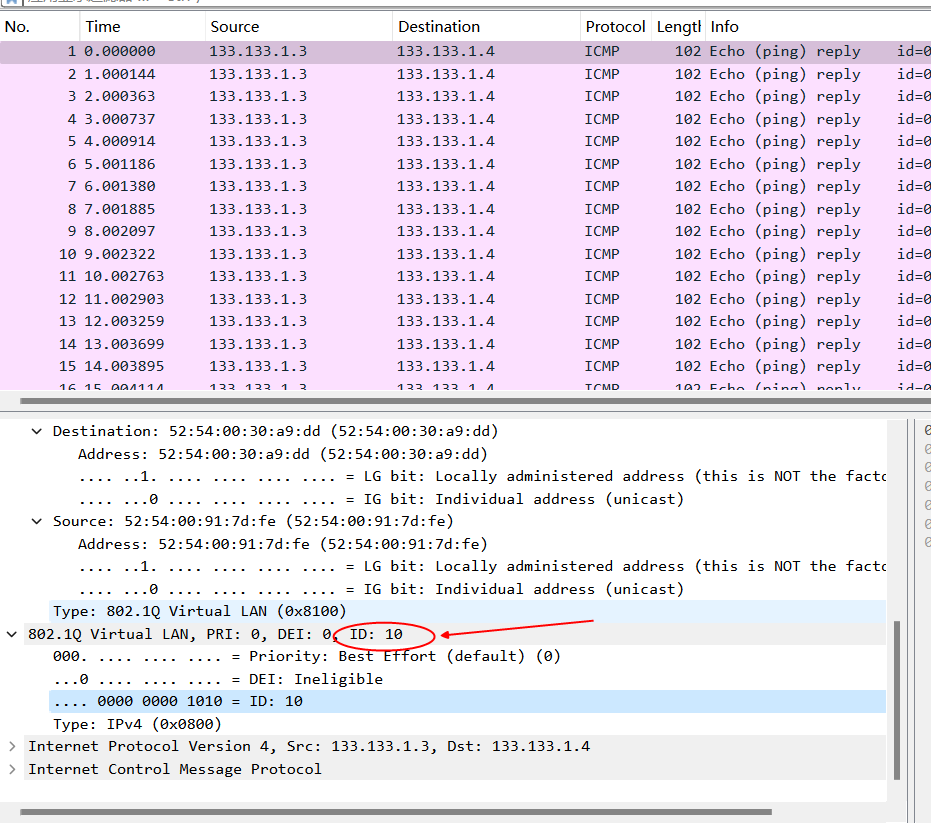 No. Time Source Destination Protocol Lengtl Info
1 0.000000 133.133.1.3 133.133.1.4 ICMP 102 Echo (ping) reply id=0
2 1.000144 133.133.1.3 133.133.1.4 ICMP 102 Echo (ping) reply id=0
3 2.000363 133.133.1.3 133.133.1.4 ICMP 102 Echo (ping) reply id=0
4 3.000737 133.133.1.3 133.133.1.4 ICMP 102 Echo (ping) reply id=0
5 4.000914 133.133.1.3 133.133.1.4 ICMP 102 Echo (ping) reply id=0
6 5.001186 133.133.1.3 133.133.1.4 ICMP 102 Echo (ping) reply id=0
7 6.001380 133.133.1.3 133.133.1.4 ICMP 102 Echo (ping) reply id=0
8 7.001885 133.133.1.3 133.133.1.4 ICMP 102 Echo (ping) reply id=0
9 8.002097 133.133.1.3 133.133.1.4 ICMP 102 Echo (ping) reply id=0
10 9.002322 133.133.1.3 133.133.1.4 ICMP 102 Echo (ping) reply id=0
11 10.002763 133.133.1.3 133.133.1.4 ICMP 102 Echo (ping) reply id=0
12 11.002903 133.133.1.3 133.133.1.4 ICMP 102 Echo (ping) reply id=0
13 12.003259 133.133.1.3 133.133.1.4 ICMP 102 Echo (ping) reply id=0
14 13.003699 133.133.1.3 133.133.1.4 ICMP 102 Echo (ping) reply id=0
15 14.003895 133.133.1.3 133.133.1.4 ICMP 102 Echo (ping) reply id=0
16 15.004114 133.133.1.3 133.133.1.4 ICMP 102 Echo (ping) reply id=0
Destination: 52:54:00:30:a9:dd (52:54:00:30:a9:dd)
Address: 52:54:00:30:a9:dd (52:54:00:30:a9:dd)
.... ..1. .... .... .... .... = LG bit: Locally administered address (this is NOT the facto
.... ...0 .... .... .... .... = IG bit: Individual address (unicast)
Source: 52:54:00:91:7d:fe (52:54:00:91:7d:fe)
Address: 52:54:00:91:7d:fe (52:54:00:91:7d:fe)
.... ..1. .... .... .... .... = LG bit: Locally administered address (this is NOT the facto
.... ...0 .... .... .... .... = IG bit: Individual address (unicast)
Type: 802.1Q Virtual LAN (0x8100)
802.1Q Virtual LAN, PRI: 0, DEI: 0, ID: 10
000. .... .... .... = Priority: Best Effort (default) (0)
...0 .... .... .... = DEI: Ineligible
.... 0000 0000 1010 = ID: 10
Type: IPv4 (0x0800)
Internet Protocol Version 4, Src: 133.133.1.3, Dst: 133.133.1.4
Internet Control Message Protocol